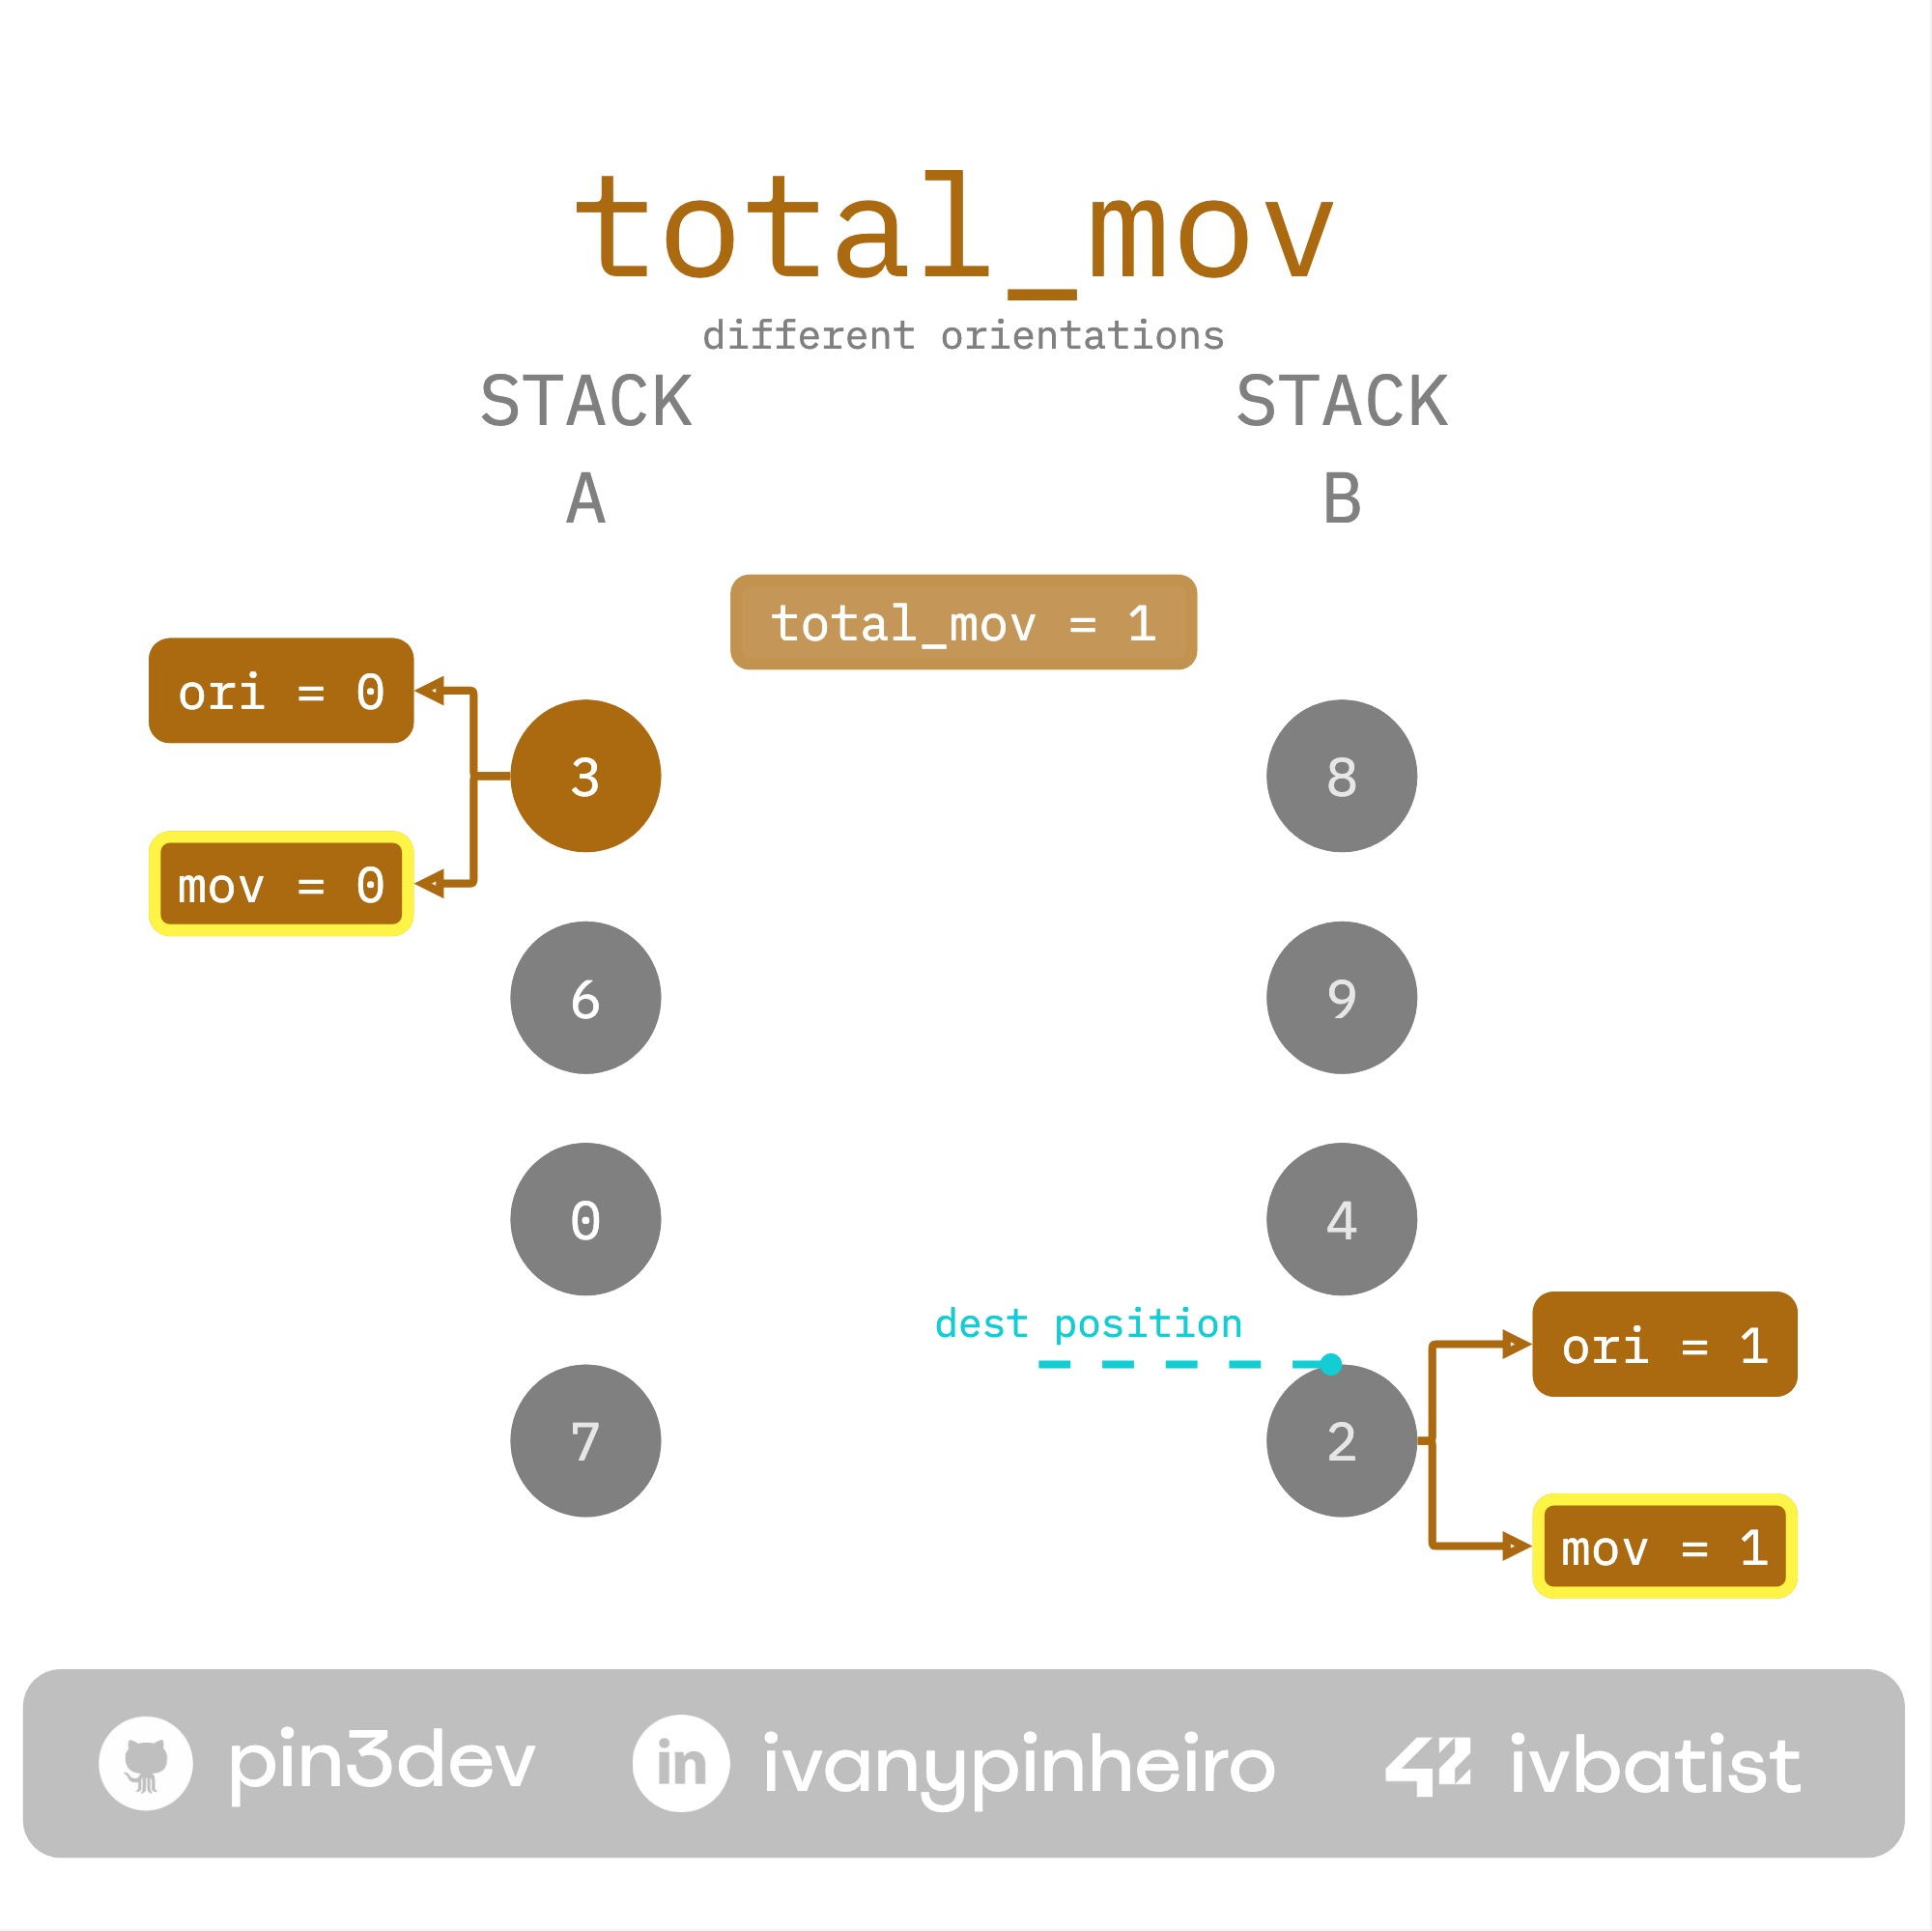 total_mov
different orientations
STACK
A
STACK
B
total_mov = 1
ori = 0
mov = 0
3
8
6
9
0
4
dest position
7
2
ori = 1
mov = 1
pin3dev
in
ivanypinheiro
42
ivbatist